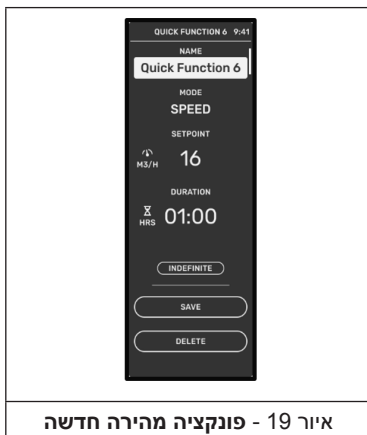 QUICK FUNCTION 6 9:41
NAME
Quick Function 6
MODE
SPEED
SETPOINT
M3/H 16
DURATION
HRS 01:00
INDEFINITE
SAVE
DELETE
איור 19 - פונקציה מהירה חדשה